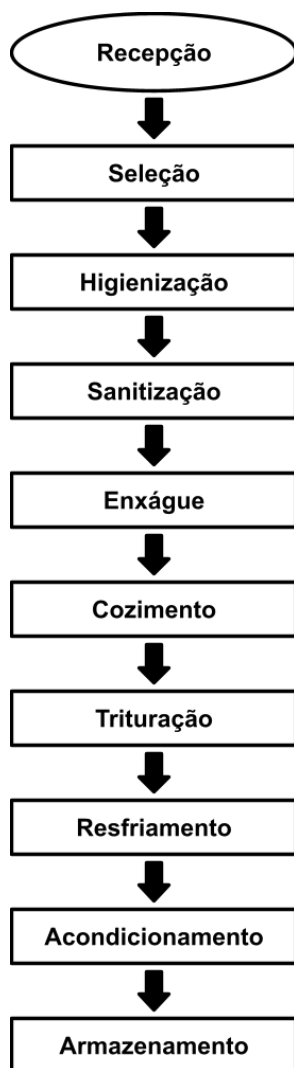 Recepção
Seleção
Higienização
Sanitização
Enxágue
Cozimento
Trituração
Resfriamento
Acondicionamento
Armazenamento